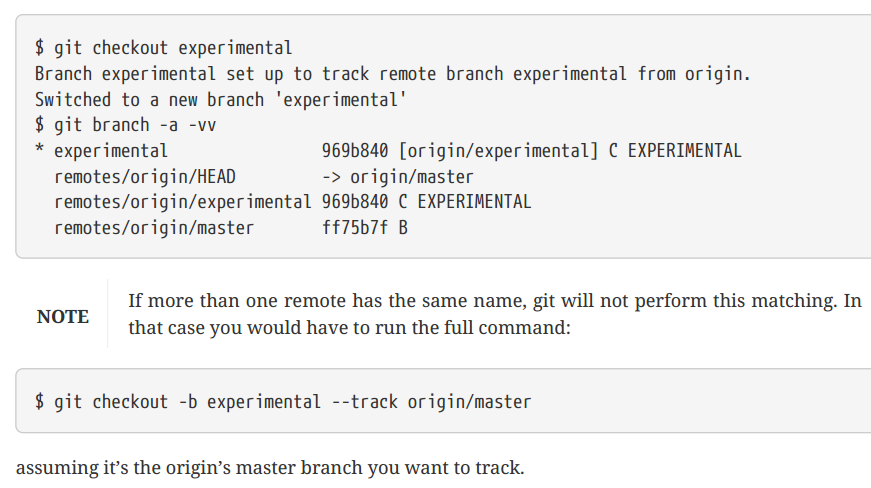 $ git checkout experimental
Branch experimental set up to track remote branch experimental from origin.
Switched to a new branch 'experimental'
$ git branch -a -vv
* experimental                969b840 [origin/experimental] C EXPERIMENTAL
  remotes/origin/HEAD         -> origin/master
  remotes/origin/experimental 969b840 C EXPERIMENTAL
  remotes/origin/master       ff75b7f B
If more than one remote has the same name, git will not perform this matching. In
NOTE
that case you would have to run the full command:
$ git checkout -b experimental --track origin/master
assuming it’s the origin’s master branch you want to track.